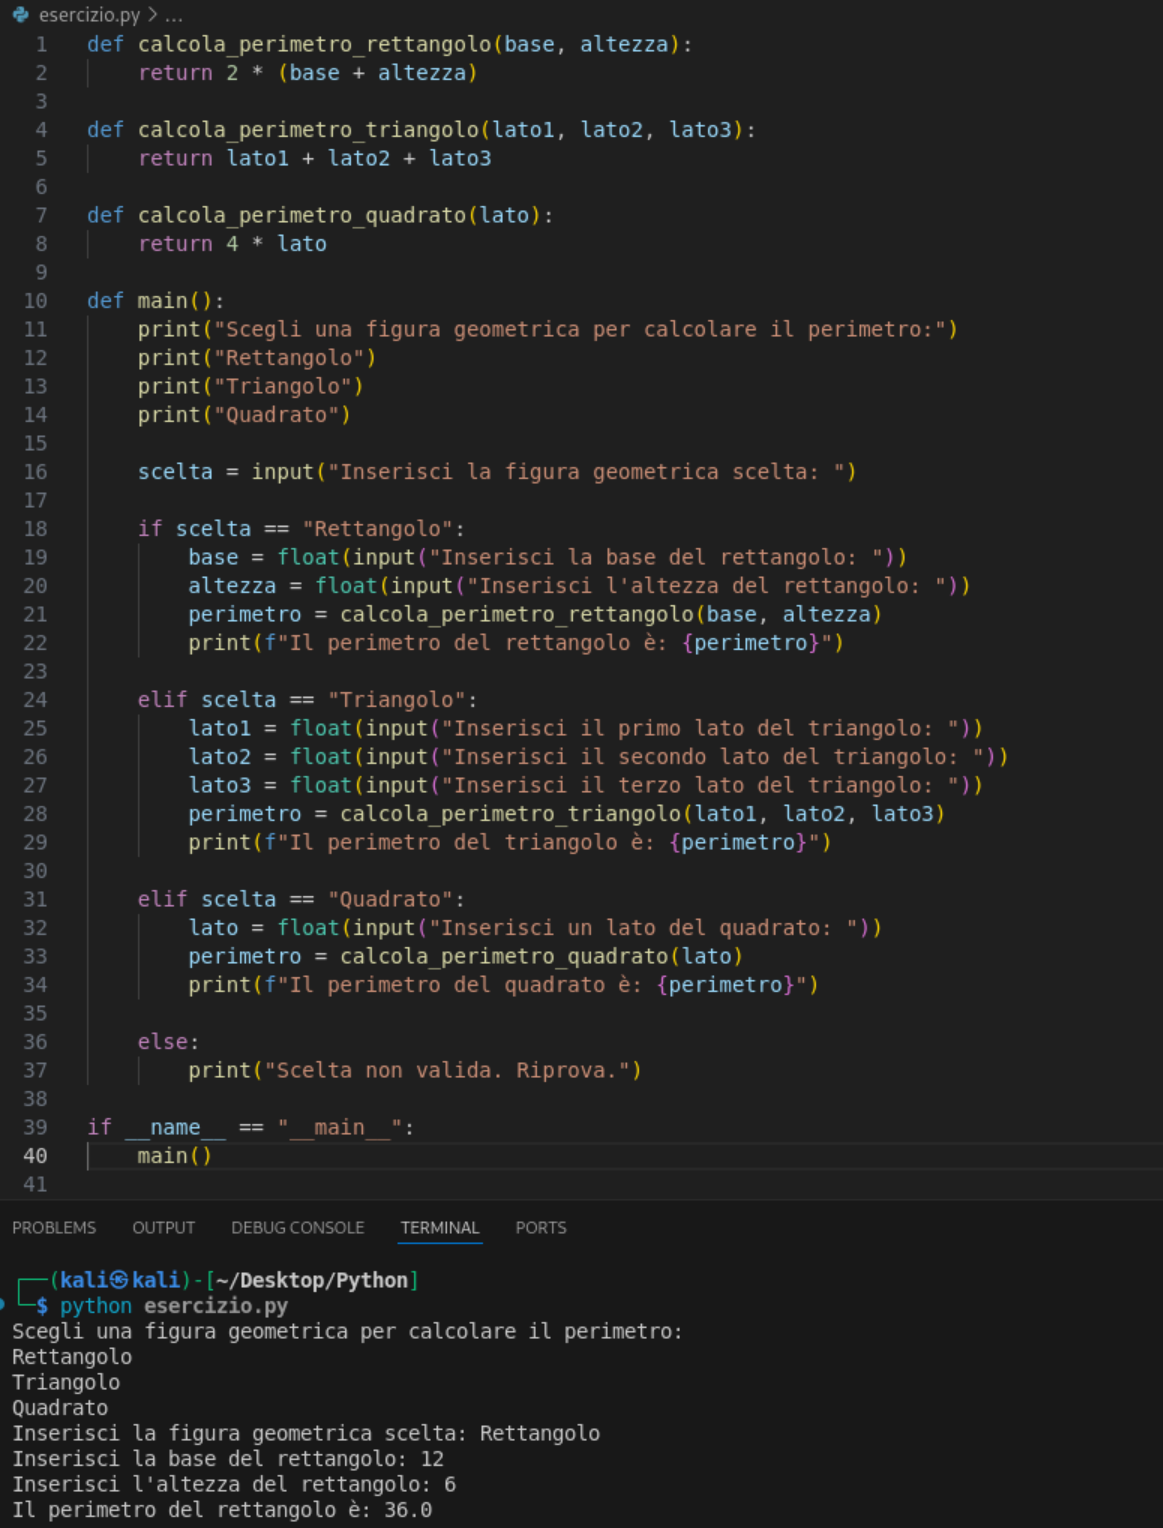 esercizio.py > ...
1 def calcola_perimetro_rettangolo(base, altezza):
2     return 2 * (base + altezza)
3
4 def calcola_perimetro_triangolo(lato1, lato2, lato3):
5     return lato1 + lato2 + lato3
6
7 def calcola_perimetro_quadrato(lato):
8     return 4 * lato
9
10 def main():
11     print("Scegli una figura geometrica per calcolare il perimetro:")
12     print("Rettangolo")
13     print("Triangolo")
14     print("Quadrato")
15
16     scelta = input("Inserisci la figura geometrica scelta: ")
17
18     if scelta == "Rettangolo":
19         base = float(input("Inserisci la base del rettangolo: "))
20         altezza = float(input("Inserisci l'altezza del rettangolo: "))
21         perimetro = calcola_perimetro_rettangolo(base, altezza)
22         print(f"Il perimetro del rettangolo è: {perimetro}")
23
24     elif scelta == "Triangolo":
25         lato1 = float(input("Inserisci il primo lato del triangolo: "))
26         lato2 = float(input("Inserisci il secondo lato del triangolo: "))
27         lato3 = float(input("Inserisci il terzo lato del triangolo: "))
28         perimetro = calcola_perimetro_triangolo(lato1, lato2, lato3)
29         print(f"Il perimetro del triangolo è: {perimetro}")
30
31     elif scelta == "Quadrato":
32         lato = float(input("Inserisci un lato del quadrato: "))
33         perimetro = calcola_perimetro_quadrato(lato)
34         print(f"Il perimetro del quadrato è: {perimetro}")
35
36     else:
37         print("Scelta non valida. Riprova.")
38
39 if __name__ == "__main__":
40     main()
41
PROBLEMS OUTPUT DEBUG CONSOLE TERMINAL PORTS
┌──(kali㉿kali)-[~/Desktop/Python]
└─$ python esercizio.py
Scegli una figura geometrica per calcolare il perimetro:
Rettangolo
Triangolo
Quadrato
Inserisci la figura geometrica scelta: Rettangolo
Inserisci la base del rettangolo: 12
Inserisci l'altezza del rettangolo: 6
Il perimetro del rettangolo è: 36.0